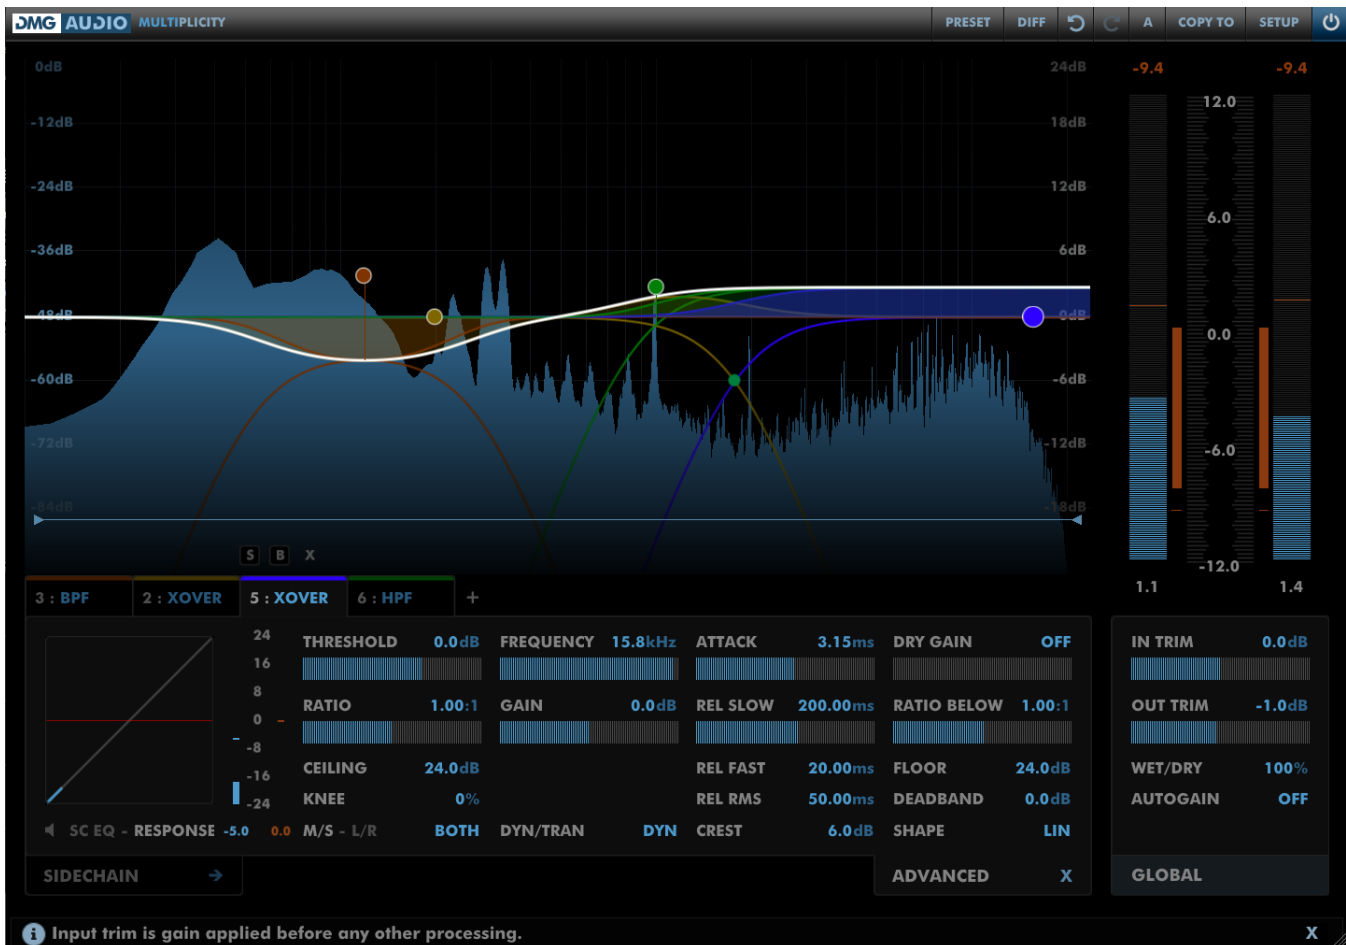 DMG AUDIO MULTIPLICITY PRESET DIFF A COPY TO SETUP
0dB 24dB -9.4 -9.4
12.0
-12dB 18dB
-24dB 12dB
6.0
-36dB 6dB
-48dB 0dB
0.0
-60dB -6dB
-72dB -12dB
-6.0
-84dB -18dB
S B X
-12.0
1.1 1.4
3 : BPF 2 : XOVER 5 : XOVER 6 : HPF +
24 THRESHOLD 0.0dB FREQUENCY 15.8kHz ATTACK 3.15ms DRY GAIN OFF IN TRIM 0.0dB
16
8 RATIO 1.00:1 GAIN 0.0dB REL SLOW 200.00ms RATIO BELOW 1.00:1 OUT TRIM -1.0dB
0
-8
-16 CEILING 24.0dB REL FAST 20.00ms FLOOR 24.0dB WET/DRY 100%
-24 KNEE 0% REL RMS 50.00ms DEADBAND 0.0dB AUTOGAIN OFF
SC EQ - RESPONSE -5.0 0.0 M/S - L/R BOTH DYN/TRAN DYN CREST 6.0dB SHAPE LIN
SIDECHAIN ADVANCED X GLOBAL
i Input trim is gain applied before any other processing. X